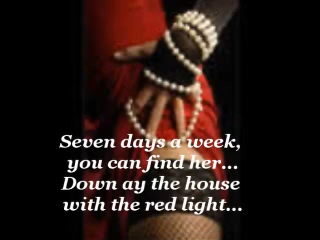 Seven days a week,
you can find her...
Down ay the house
with the red light...